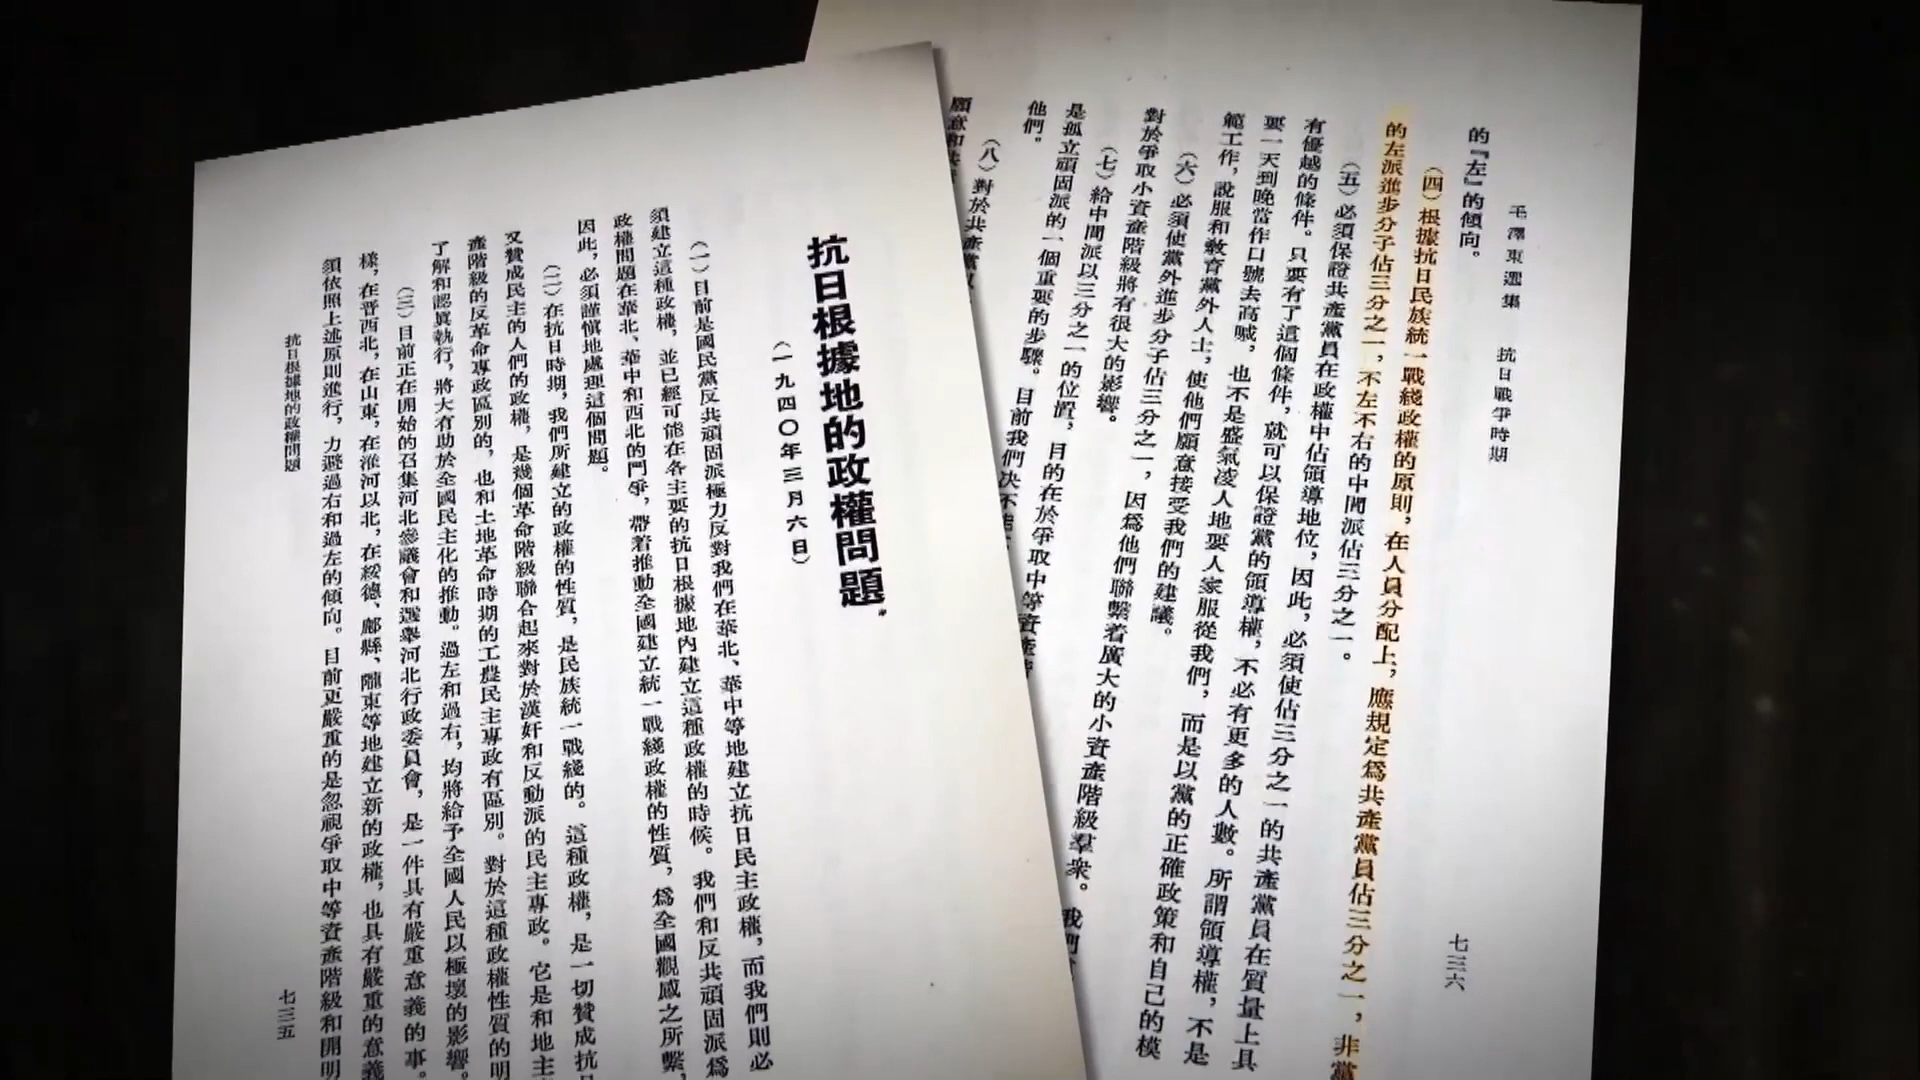 抗日根據地的政權問題*
（一九四〇年三月六日）
（一）目前是國民黨反共頑固派極力反對我們在華北、華中等地建立抗日民主政權，而我們則必
須建立這種政權，並已經可能在各主要的抗日根據地內建立這種政權的時候。我們和反共頑固派爲
政權問題在華北、華中和西北的鬥爭，帶着推動全國建立統一戰綫政權的性質，爲全國觀感之所繫，
因此，必須謹慎地處理這個問題。
（二）在抗日時期，我們所建立的政權的性質，是民族統一戰綫的。這種政權，是一切贊成抗日
又贊成民主的人們的政權，是幾個革命階級聯合起來對於漢奸和反動派的民主專政。它是和地主
產階級的反革命專政區別的，也和土地革命時期的工農民主專政有區別。對於這種政權性質的明
了解和認眞執行，將大有助於全國民主化的推動。過左和過右，均將給予全國人民以極壞的影響。
（三）目前正在開始的召集河北參議會和選舉河北行政委員會，是一件具有嚴重意義的事。
樣，在晋西北，在山東，在淮河以北，在綏德、鄜縣、隴東等地建立新的政權，也具有嚴重的意義
須依照上述原則進行，力避過右和過左的傾向。目前更嚴重的是忽視爭取中等資產階級和開明
抗日根據地的政權問題
七三五
毛澤東選集　抗日戰爭時期
七三六
的『左』的傾向。
（四）根據抗日民族統一戰綫政權的原則，在人員分配上，應規定爲共產黨員佔三分之一，非黨
的左派進步分子佔三分之一，不左不右的中間派佔三分之一。
（五）必須保證共產黨員在政權中佔領導地位，因此，必須使佔三分之一的共產黨員在質量上具
有優越的條件。只要有了這個條件，就可以保證黨的領導權，不必有更多的人數。所謂領導權，不是
要一天到晚當作口號去高喊，也不是盛氣凌人地要人家服從我們，而是以黨的正確政策和自己的模
範工作，說服和敎育黨外人士，使他們願意接受我們的建議。
（六）必須使黨外進步分子佔三分之一，因爲他們聯繫着廣大的小資產階級羣衆。我們
對於爭取小資產階級將有很大的影響。
（七）給中間派以三分之一的位置，目的在於爭取中等資產
是孤立頑固派的一個重要的步驟。目前我們決不
他們。
（八）對於共產黨以
願意和共